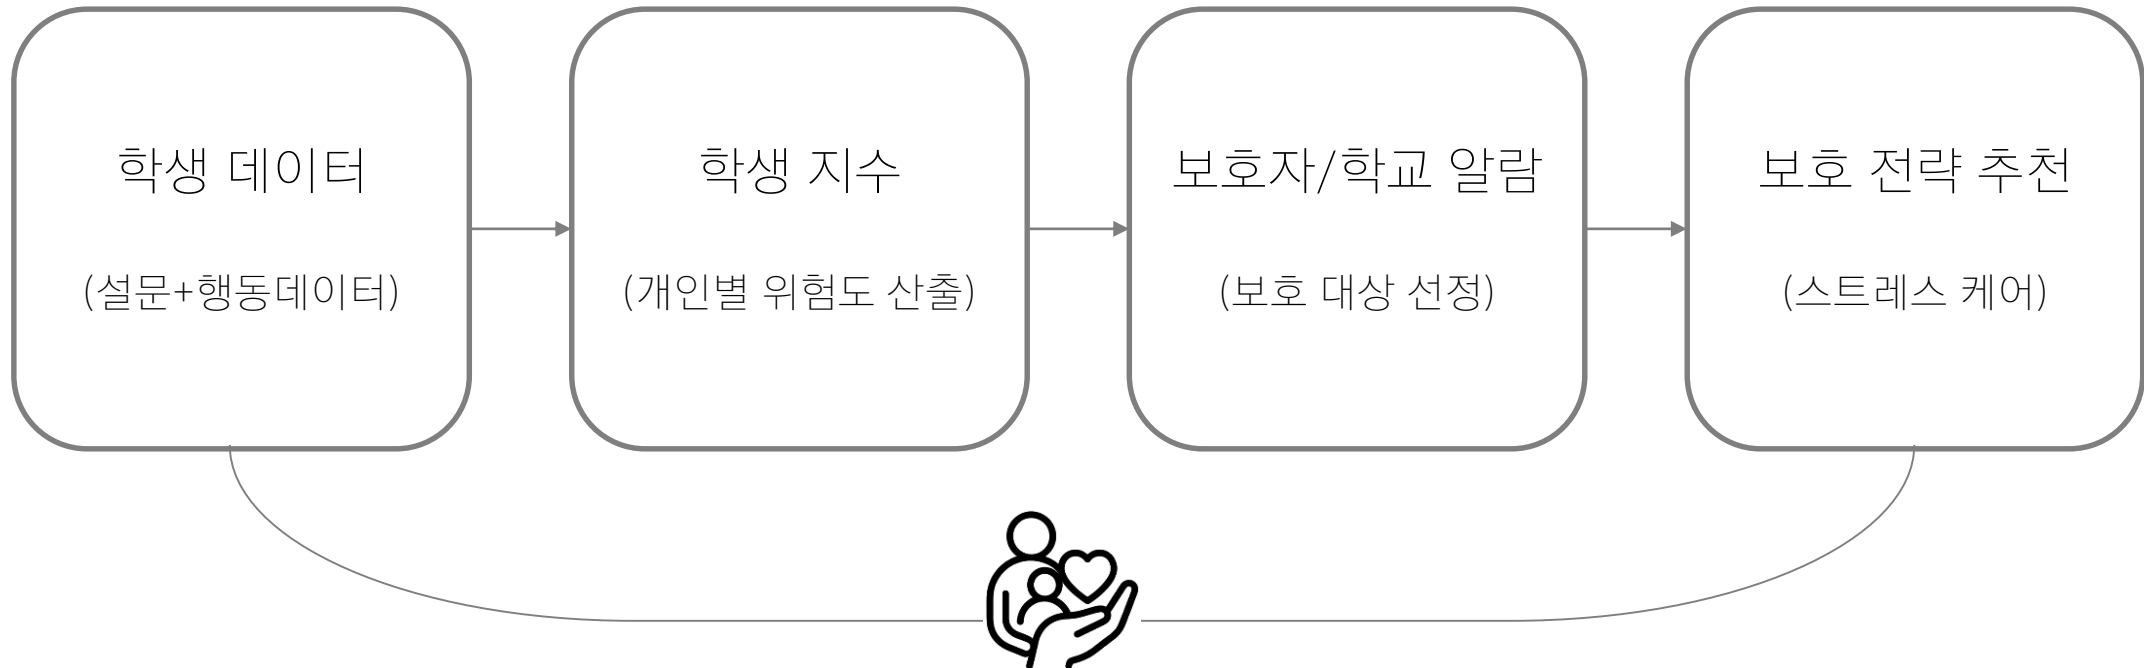 학생 데이터
(설문+행동데이터)
학생 지수
(개인별 위험도 산출)
보호자/학교 알람
(보호 대상 선정)
보호 전략 추천
(스트레스 케어)